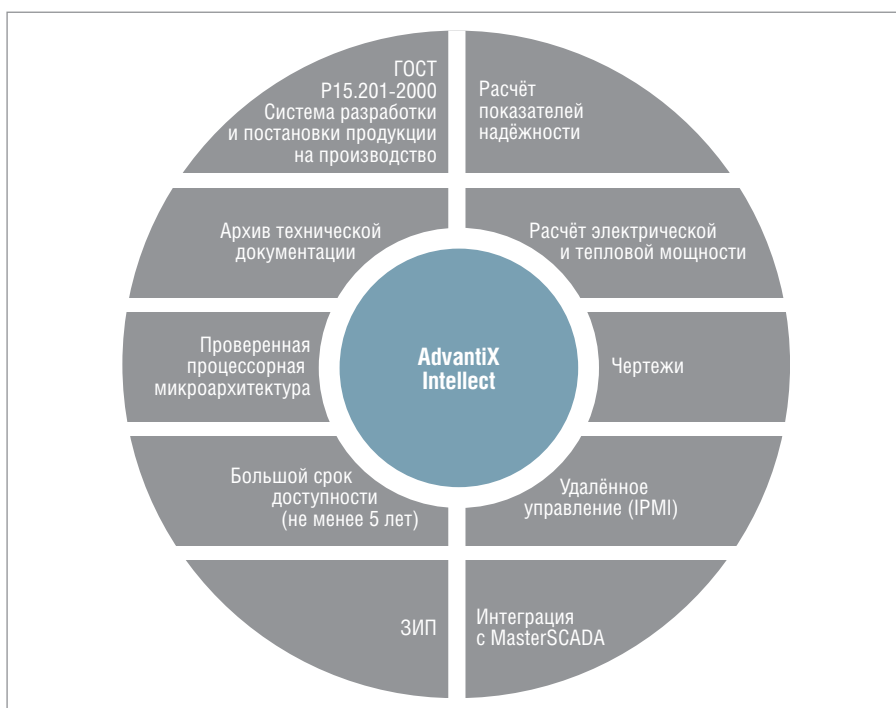 ГОСТ
Р15.201-2000
Система разработки
и постановки продукции
на производство
Расчёт
показателей
надёжности
Архив технической
документации
Расчёт электрической
и тепловой мощности
Проверенная
процессорная
микроархитектура
AdvantiX
Intellect
Чертежи
Большой срок
доступности
(не менее 5 лет)
Удалённое
управление (IPMI)
ЗИП
Интеграция
с MasterSCADA